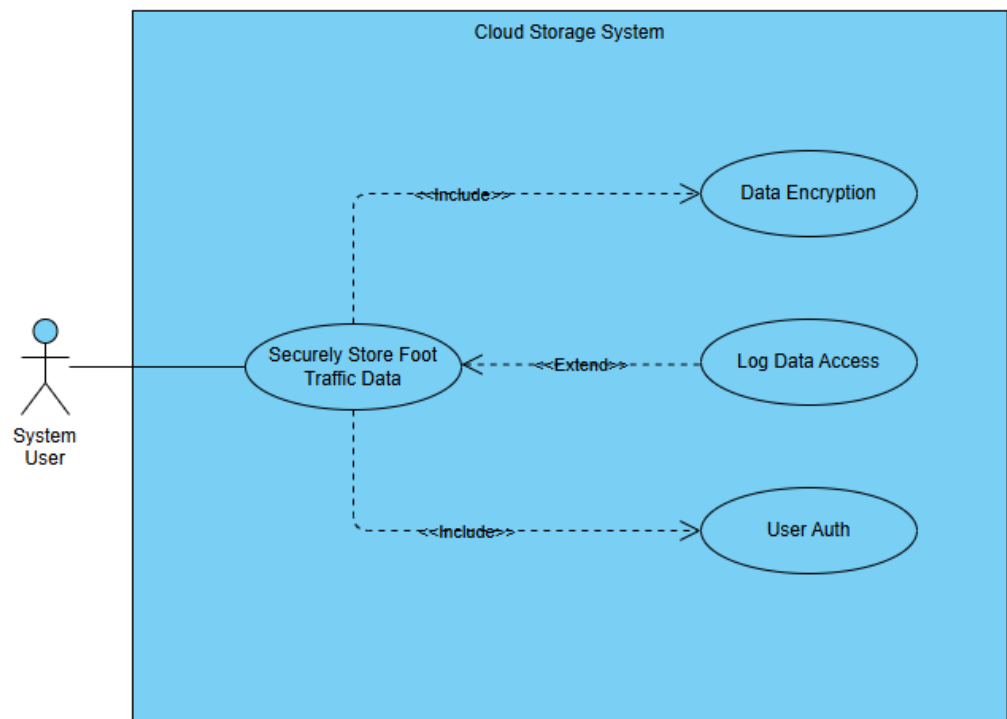 Cloud Storage System
<<Include>>
Data Encryption
Securely Store Foot
Traffic Data
<<Extend>>
Log Data Access
System
User
<<Include>>
User Auth